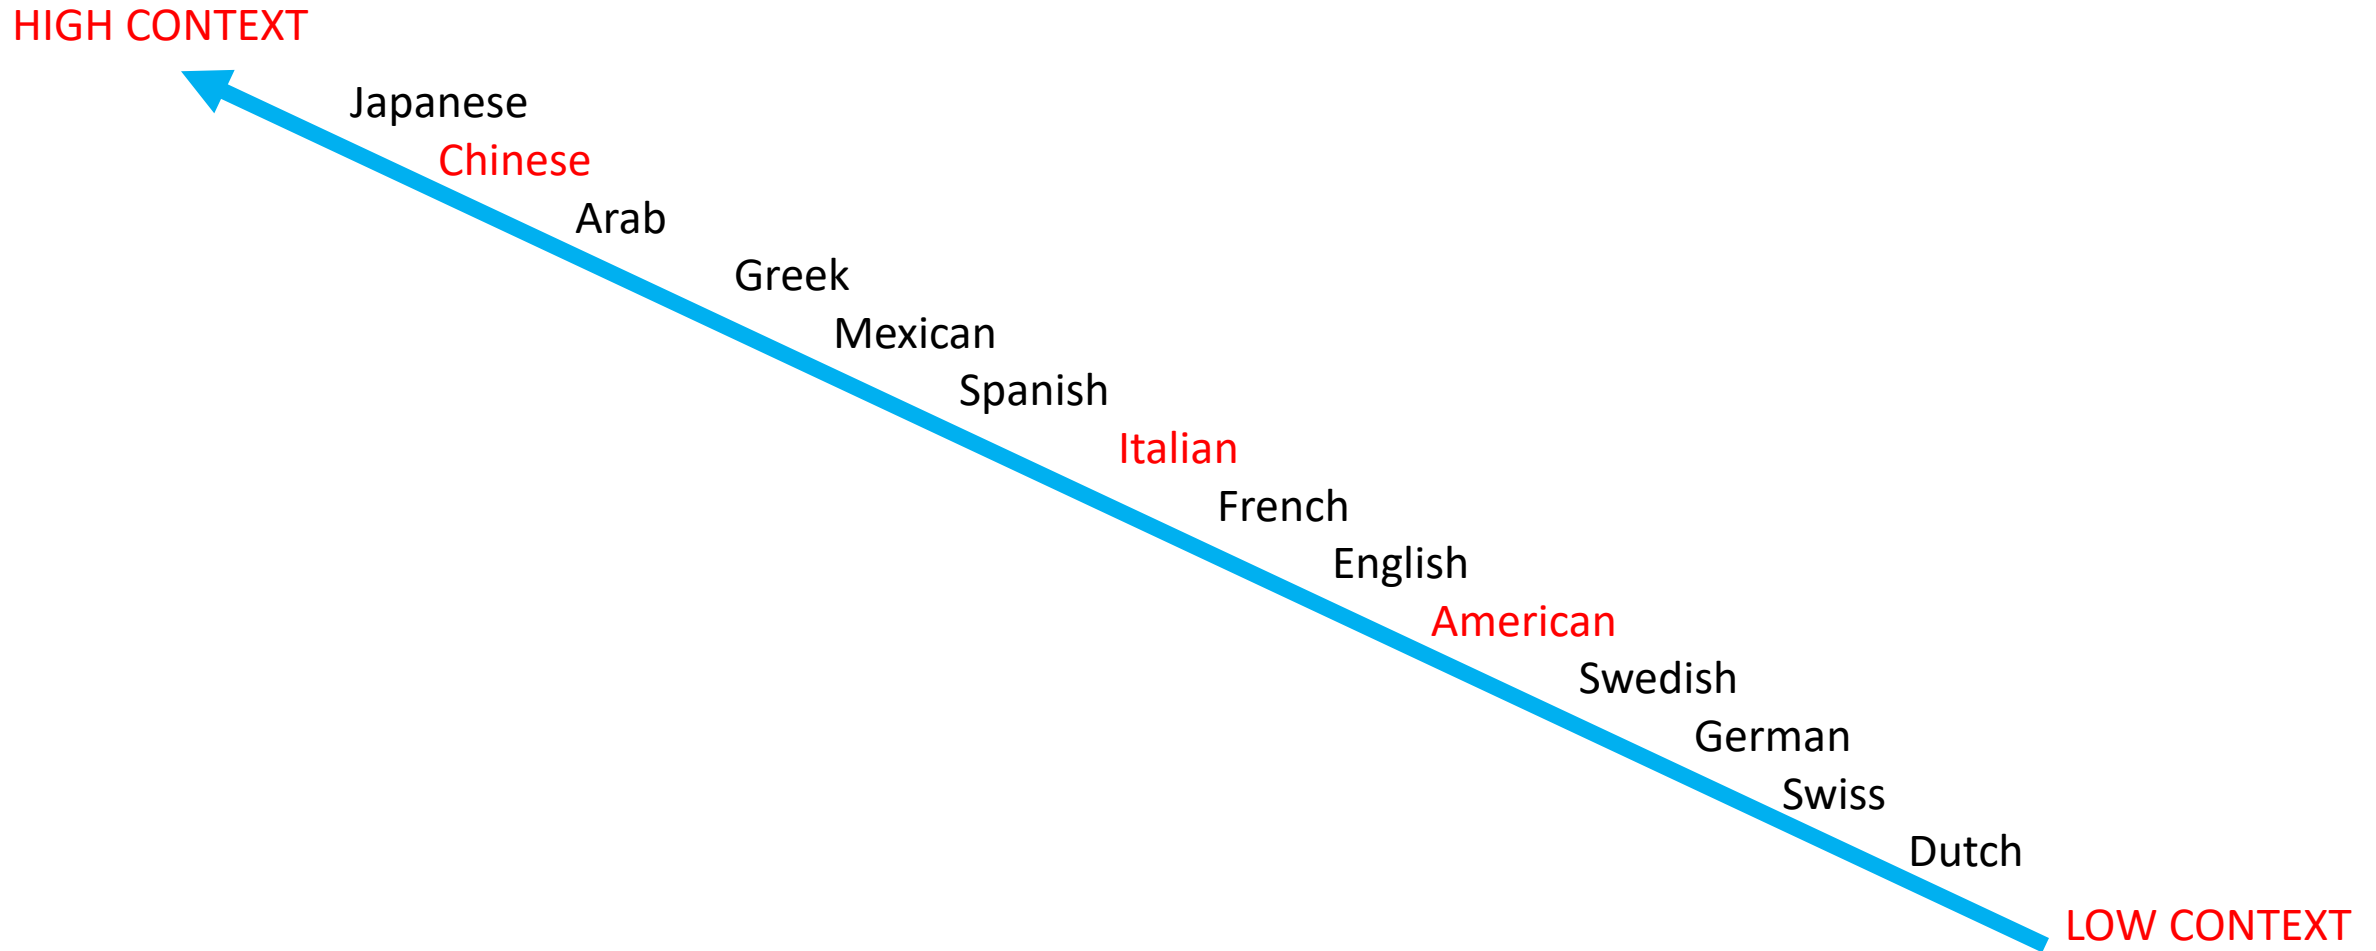 HIGH CONTEXT
Japanese
Chinese
Arab
Greek
Mexican
Spanish
Italian
French
English
American
Swedish
German
Swiss
Dutch
LOW CONTEXT